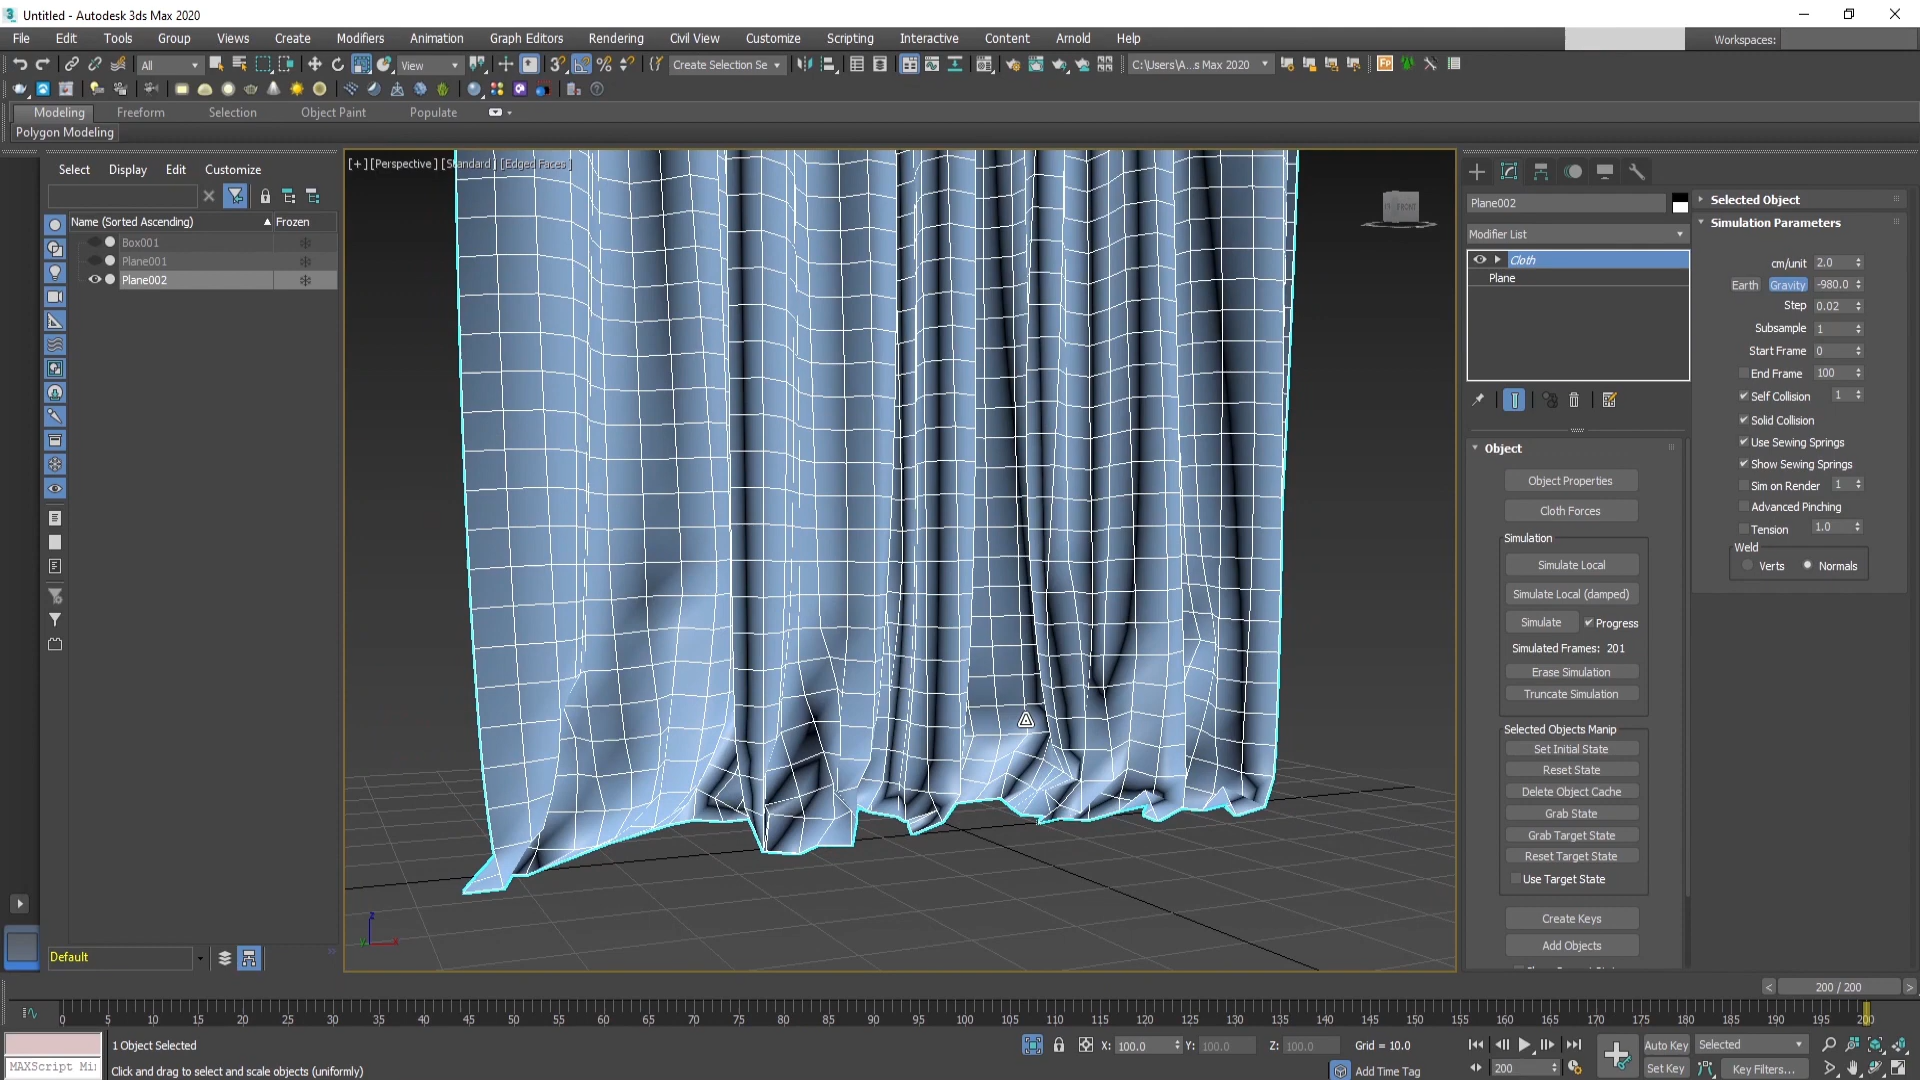 Untitled - Autodesk 3ds Max 2020
File Edit Tools Group Views Create Modifiers Animation Graph Editors Rendering Civil View Customize Scripting Interactive Content Arnold Help Workspaces:
All View Create Selection Se C:\Users\A...s Max 2020
Modeling Freeform Selection Object Paint Populate
Polygon Modeling
Select Display Edit Customize
Name (Sorted Ascending) Frozen
Box001
Plane001
Plane002
Default
[+] [Perspective] [Standard] [Edged Faces]
FRONT
z
x
Plane002
Modifier List
Cloth
Plane
Object
Object Properties
Cloth Forces
Simulation
Simulate Local
Simulate Local (damped)
Simulate Progress
Simulated Frames: 201
Erase Simulation
Truncate Simulation
Selected Objects Manip
Set Initial State
Reset State
Delete Object Cache
Grab State
Grab Target State
Reset Target State
Use Target State
Create Keys
Add Objects
Selected Object
Simulation Parameters
cm/unit 2.0
Earth Gravity -980.0
Step 0.02
Subsample 1
Start Frame 0
End Frame 100
Self Collision 1
Solid Collision
Use Sewing Springs
Show Sewing Springs
Sim on Render 1
Advanced Pinching
Tension 1.0
Weld
Verts Normals
< 200 / 200 >
0 5 10 15 20 25 30 35 40 45 50 55 60 65 70 75 80 85 90 95 100 105 110 115 120 125 130 135 140 145 150 155 160 165 170 175 180 185 190 195 200
1 Object Selected X: 100.0 Y: 100.0 Z: 100.0 Grid = 10.0 Auto Key Selected
MAXScript Mi Click and drag to select and scale objects (uniformly) Add Time Tag 200 Set Key Key Filters...